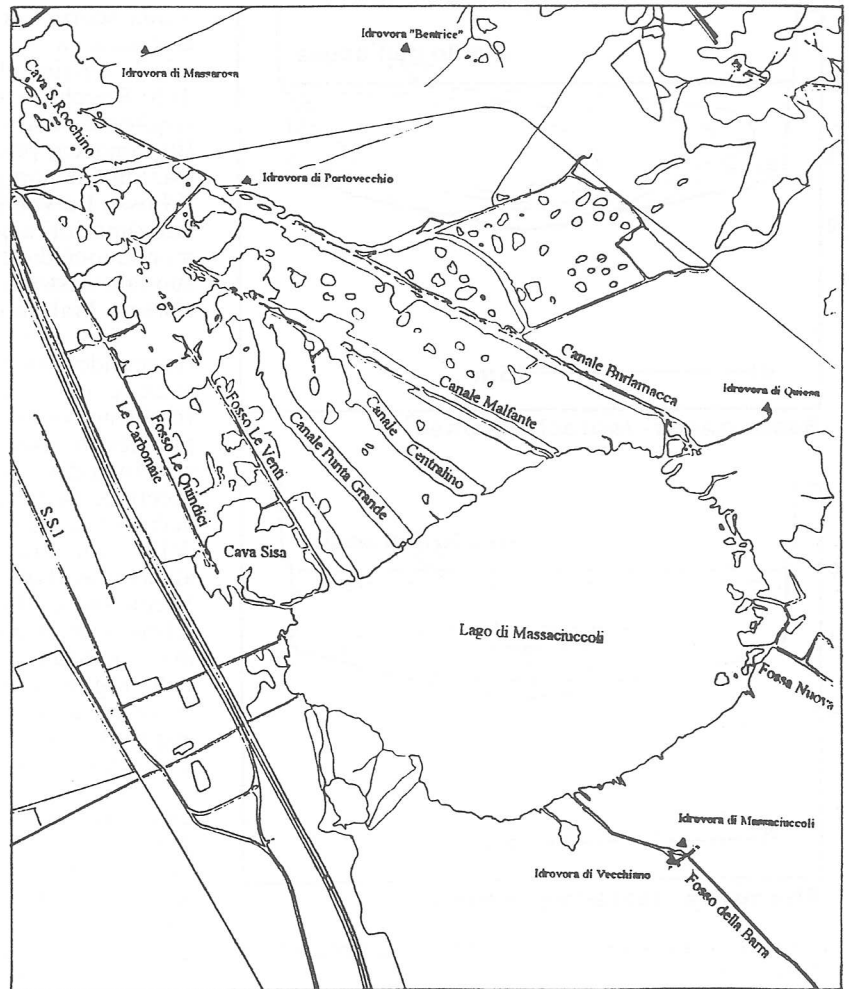 Idrovora "Beatrice"
Idrovora di Massarosa
Cava S.Rocchino
Idrovora di Portovecchio
Canale Burlamacca
Idrovora di Quiesa
Canale Malfante
Canale
Centralino
Canale Punta Grande
Fosso Le Venti
Fosso Le Quindici
Le Carbonaie
S.S.1
Cava Sisa
Lago di Massaciuccoli
Fossa Nuova
Idrovora di Massaciuccoli
Idrovora di Vecchiano
Fosso della Barra